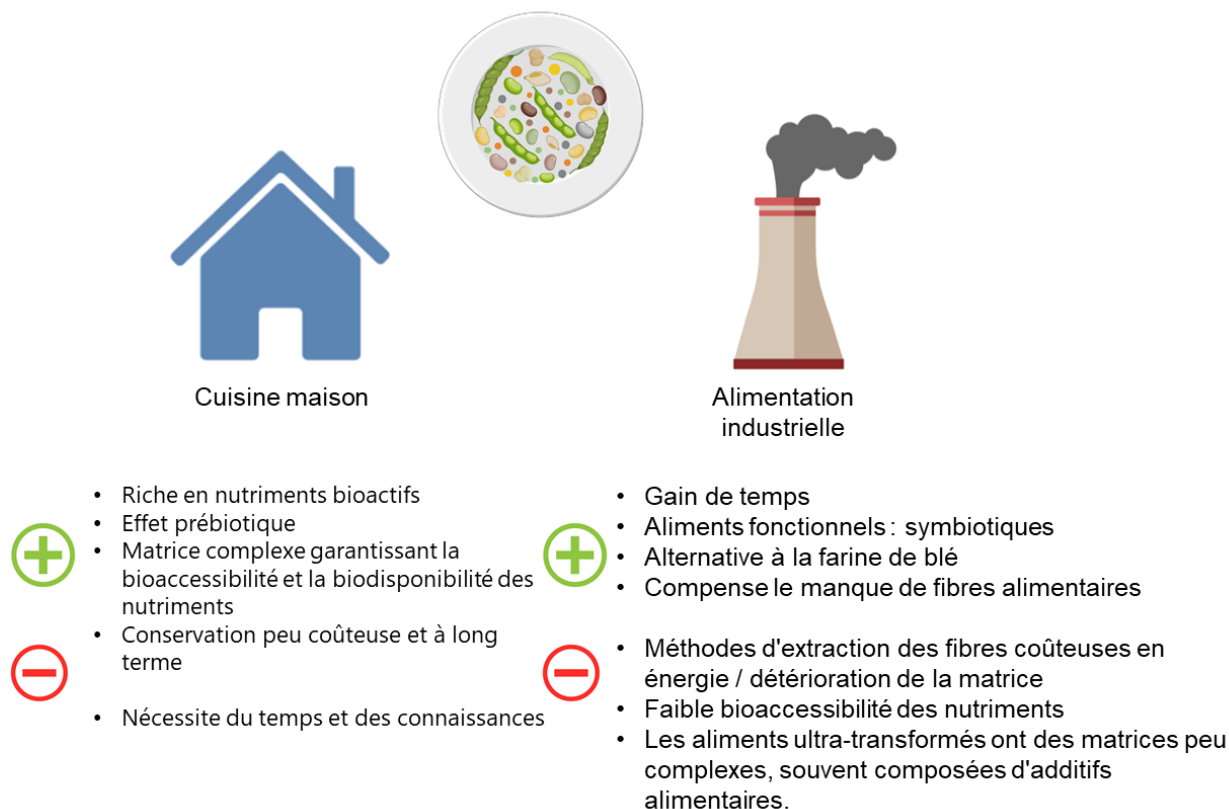 Cuisine maison
• Riche en nutriments bioactifs
• Effet prébiotique
• Matrice complexe garantissant la
bioaccessibilité et la biodisponibilité des
nutriments
• Conservation peu coûteuse et à long
terme
• Nécessite du temps et des connaissances
Alimentation
industrielle
• Gain de temps
• Aliments fonctionnels : symbiotiques
• Alternative à la farine de blé
• Compense le manque de fibres alimentaires
• Méthodes d'extraction des fibres coûteuses en
énergie / détérioration de la matrice
• Faible bioaccessibilité des nutriments
• Les aliments ultra-transformés ont des matrices peu
complexes, souvent composées d'additifs
alimentaires.